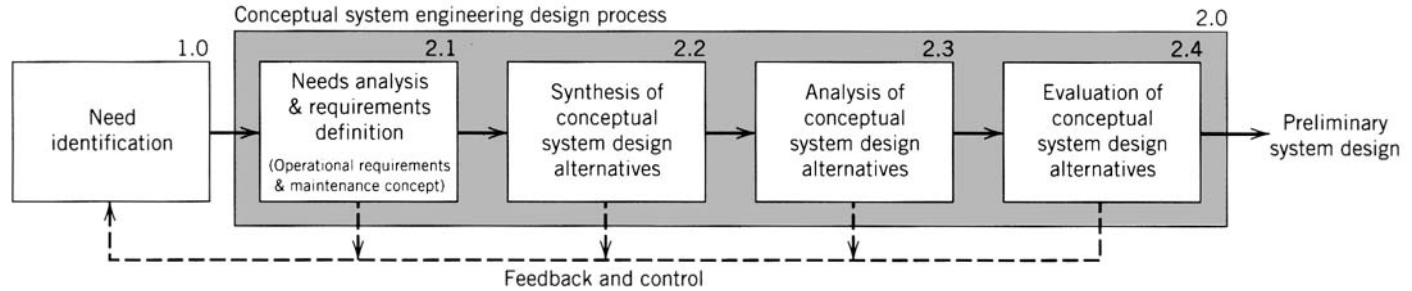 Conceptual system engineering design process
2.0
1.0
Need
identification
2.1
Needs analysis
& requirements
definition
(Operational requirements
& maintenance concept)
2.2
Synthesis of
conceptual
system design
alternatives
2.3
Analysis of
conceptual
system design
alternatives
2.4
Evaluation of
conceptual
system design
alternatives
Preliminary
system design
Feedback and control